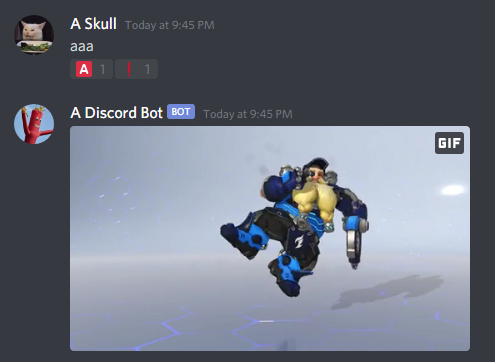 A Skull Today at 9:45 PM
aaa
A 1 ! 1
A Discord Bot BOT Today at 9:45 PM
GIF